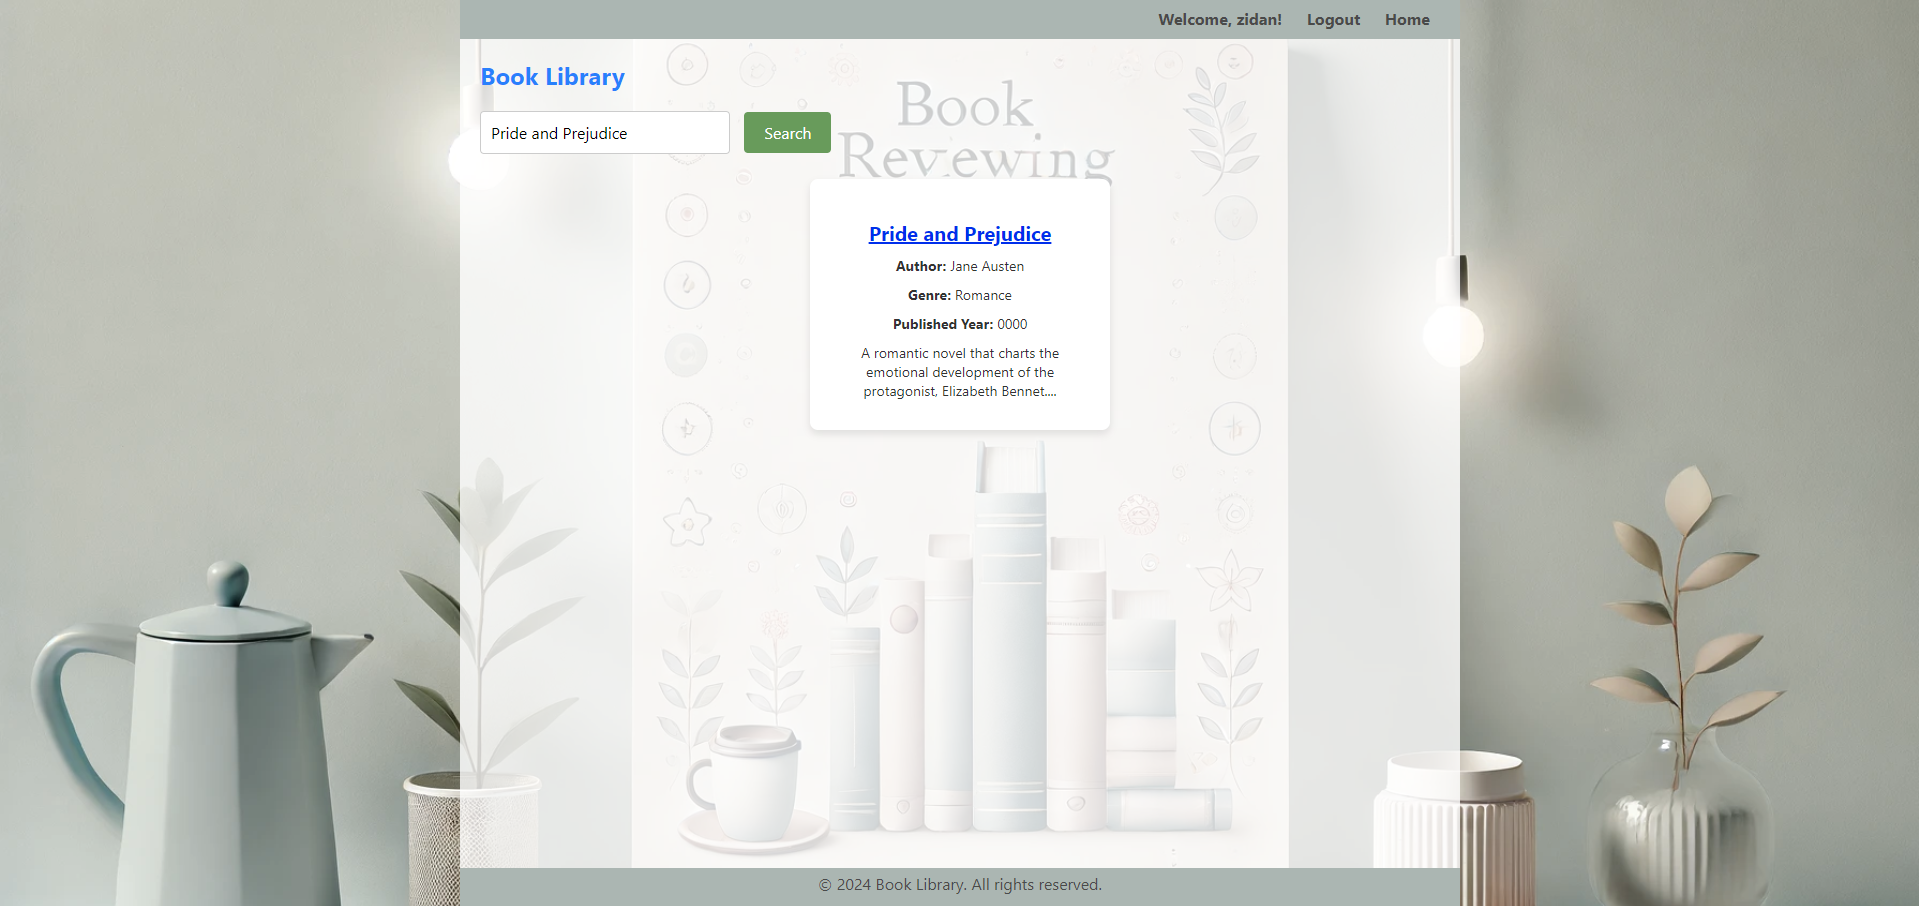 Welcome, zidan! Logout Home
Book Library
Book
Revewing
Pride and Prejudice Search
Pride and Prejudice
Author: Jane Austen
Genre: Romance
Published Year: 0000
A romantic novel that charts the
emotional development of the
protagonist, Elizabeth Bennet....
© 2024 Book Library. All rights reserved.